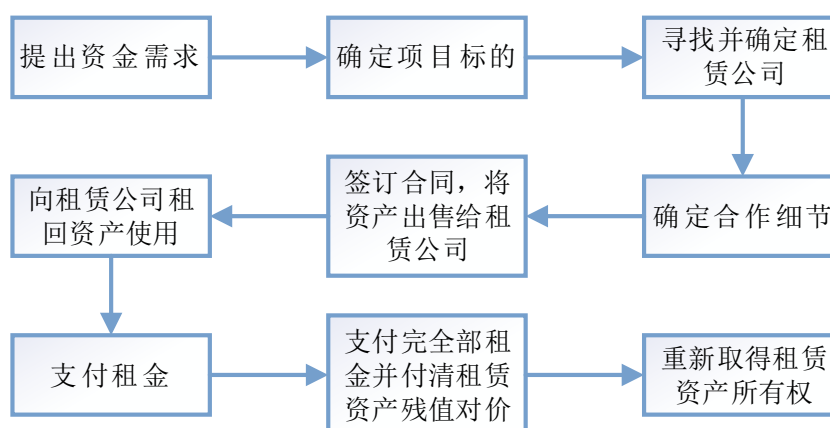 提出资金需求
确定项目标的
寻找并确定租
赁公司
确定合作细节
签订合同，将
资产出售给租
赁公司
向租赁公司租
回资产使用
支付租金
支付完全部租
金并付清租赁
资产残值对价
重新取得租赁
资产所有权